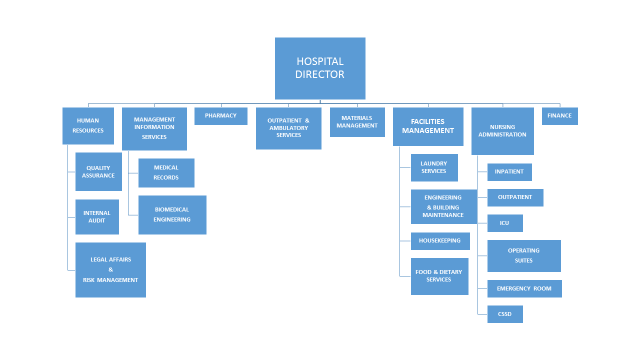 HOSPITAL
DIRECTOR
HUMAN
RESOURCES
MANAGEMENT
INFORMATION
SERVICES
PHARMACY
OUTPATIENT &
AMBULATORY
SERVICES
MATERIALS
MANAGEMENT
FACILITIES
MANAGEMENT
NURSING
ADMINISTRATION
FINANCE
QUALITY
ASSURANCE
INTERNAL
AUDIT
LEGAL AFFAIRS
&
RISK MANAGEMENT
MEDICAL
RECORDS
BIOMEDICAL
ENGINEERING
LAUNDRY
SERVICES
ENGINEERING
& BUILDING
MAINTENANCE
HOUSEKEEPING
FOOD & DIETARY
SERVICES
INPATIENT
OUTPATIENT
ICU
OPERATING
SUITES
EMERGENCY ROOM
CSSD